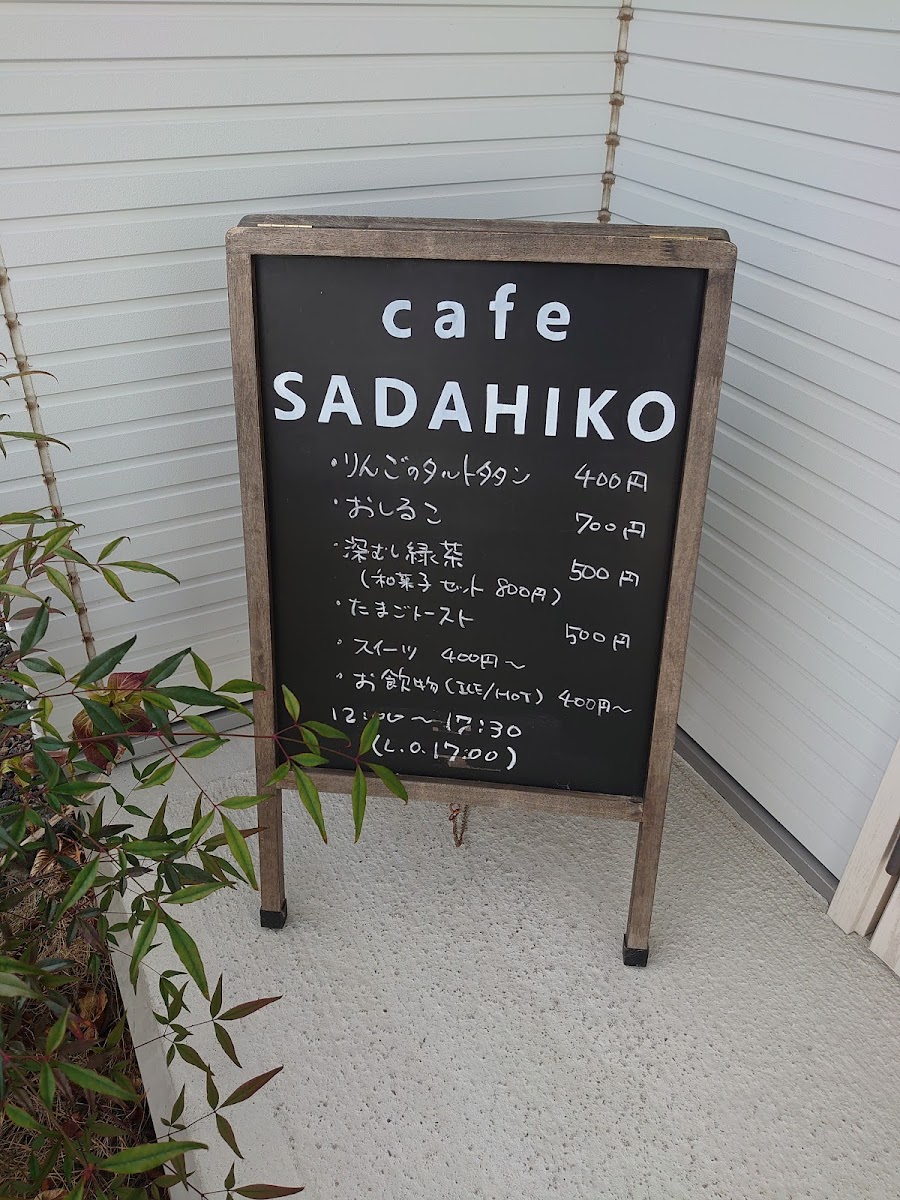 cafe
SADAHIKO
・りんごのタルトタタン 400円
・おしるこ 700円
・深むし緑茶 500円
(和菓子セット 800円)
・たまごトースト 500円
・スイーツ 400円〜
・お飲物(ICE/HOT) 400円〜
12:00〜17:30
(L.O.17:00)